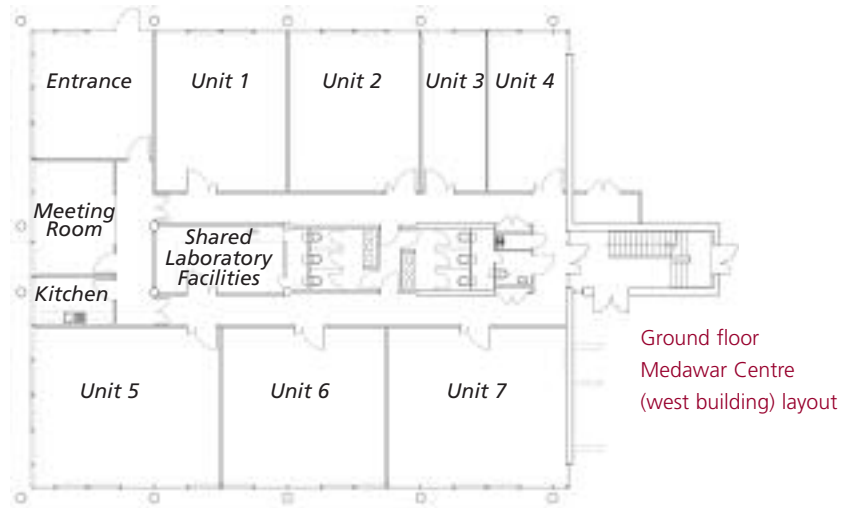 Entrance
Unit 1
Unit 2
Unit 3
Unit 4
Meeting
Room
Shared
Laboratory
Facilities
Kitchen
Unit 5
Unit 6
Unit 7
Ground floor
Medawar Centre
(west building) layout